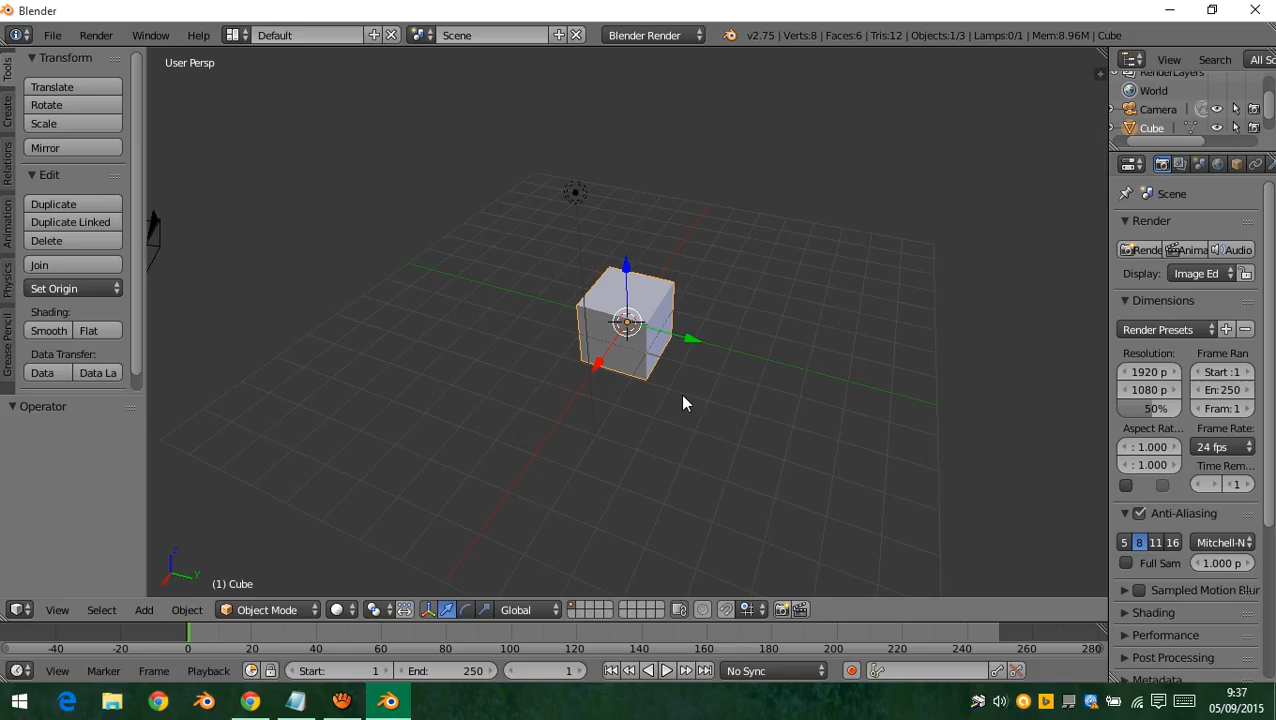 Blender
File Render Window Help Default Scene Blender Render v2.75 | Verts:8 | Faces:6 | Tris:12 | Objects:1/3 | Lamps:0/1 | Mem:8.96M | Cube
Tools
Create
Relations
Animation
Physics
Grease Pencil
Transform
Translate
Rotate
Scale
Mirror
Edit
Duplicate
Duplicate Linked
Delete
Join
Set Origin
Shading:
Smooth Flat
Data Transfer:
Data Data La
Operator
User Persp
z
Y
(1) Cube
View Search All Sc
RenderLayers
World
Camera
Cube
Scene
Render
Rende Anima Audio
Display: Image Ed
Dimensions
Render Presets
Resolution: Frame Ran
1920 p Start :1
1080 p En: 250
50% Fram: 1
Aspect Rat... Frame Rate:
: 1.000 24 fps
: 1.000 Time Rem...
1
Anti-Aliasing
5 8 11 16 Mitchell-N
Full Sam 1.000 p
Sampled Motion Blur
Shading
Performance
Post Processing
Metadata
View Select Add Object Object Mode Global
-40 -20 0 20 40 60 80 100 120 140 160 180 200 220 240 260 280
View Marker Frame Playback Start: 1 End: 250 1 No Sync
9:37
05/09/2015